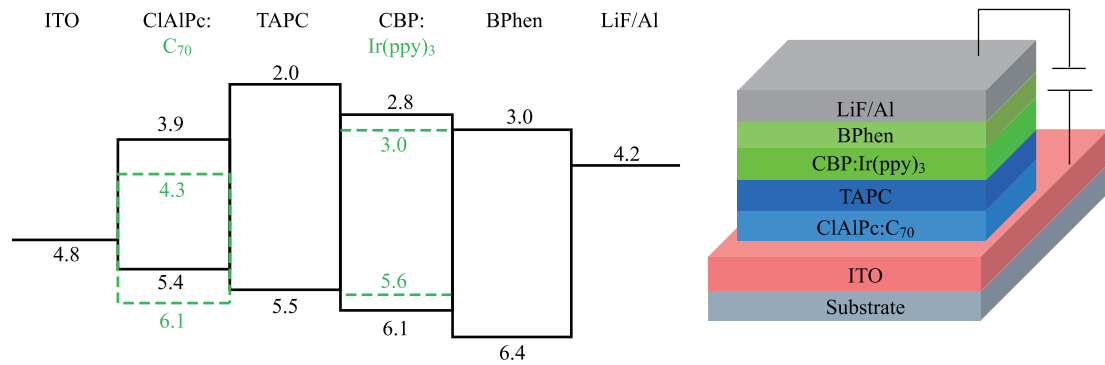 ITO
ClAlPc:
C₇₀
TAPC
CBP:
Ir(ppy)₃
BPhen
LiF/Al
2.0
3.9
2.8
3.0
3.0
4.3
4.2
4.8
5.4
6.1
5.5
5.6
6.1
6.4
LiF/Al
BPhen
CBP:Ir(ppy)₃
TAPC
ClAlPc:C₇₀
ITO
Substrate